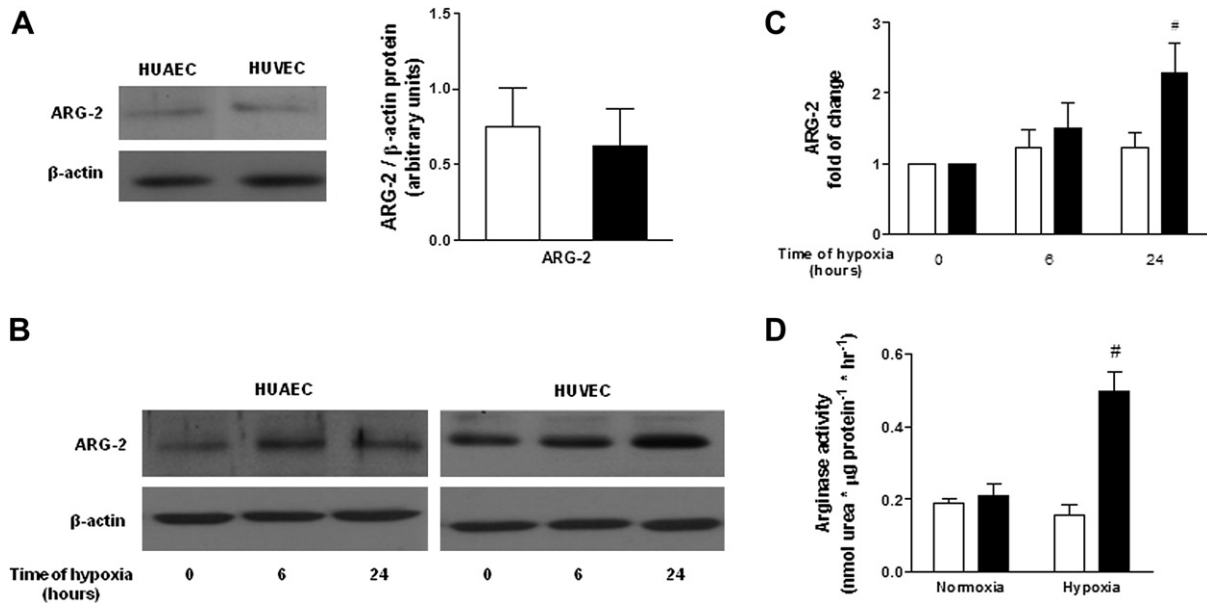 A
HUAEC HUVEC
ARG-2
β-actin
ARG-2 / β-actin protein
(arbitrary units)
1.5
1.0
0.5
0.0
ARG-2
B
HUAEC HUVEC
ARG-2
β-actin
Time of hypoxia
(hours)
0 6 24 0 6 24
C
ARG-2
fold of change
3
2
1
0
#
Time of hypoxia
(hours)
0 6 24
D
Arginase activity
(nmol urea * µg protein⁻¹ * hr⁻¹)
0.6
0.4
0.2
0.0
#
Normoxia Hypoxia